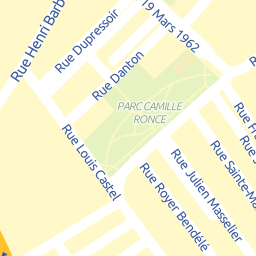 19 Mars 1962
Rue Dupressoir
Rue Henri Barb
Rue Danton
PARC CAMILLE
RONCE
Rue Louis Castel
Rue Sainte-Ma
Rue Julien Masselier
Rue Royer Bendélé